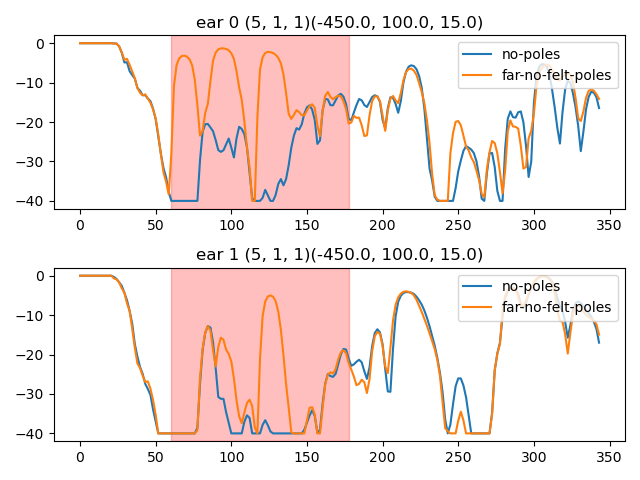 ear 0 (5, 1, 1)(-450.0, 100.0, 15.0)
0
−10
−20
−30
−40
no-poles
far-no-felt-poles
0 50 100 150 200 250 300 350
ear 1 (5, 1, 1)(-450.0, 100.0, 15.0)
0
−10
−20
−30
−40
no-poles
far-no-felt-poles
0 50 100 150 200 250 300 350